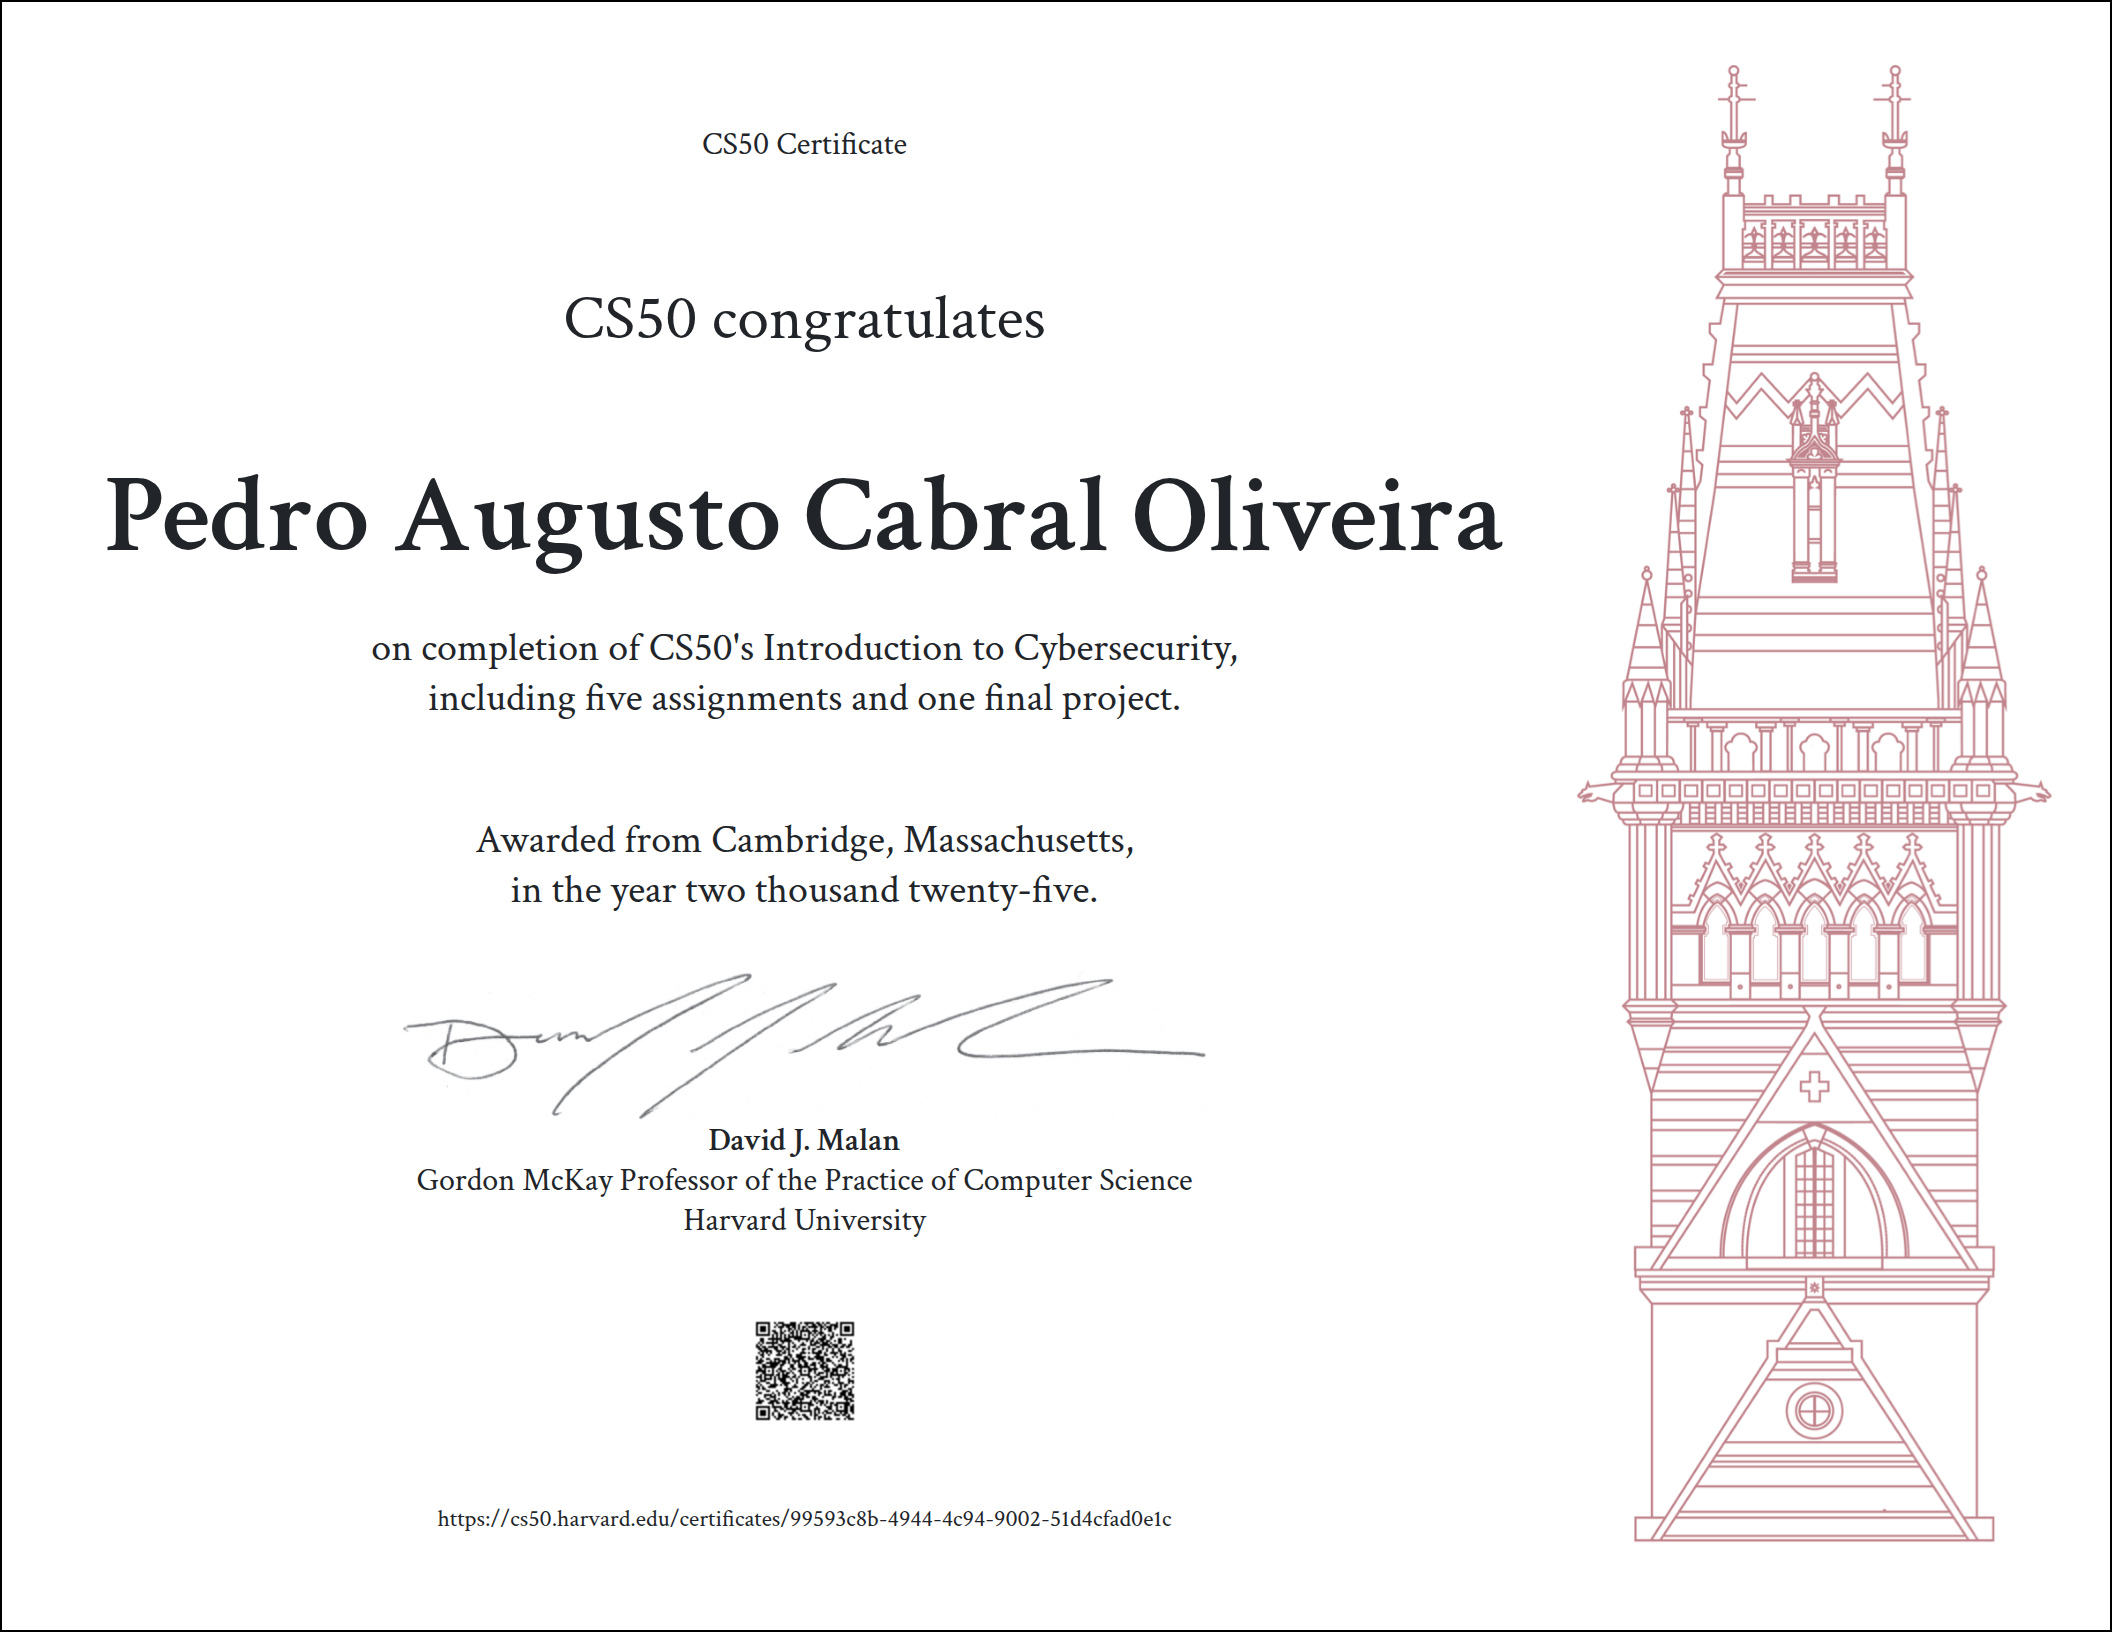 CS50 Certificate
CS50 congratulates
Pedro Augusto Cabral Oliveira
on completion of CS50's Introduction to Cybersecurity,
including five assignments and one final project.
Awarded from Cambridge, Massachusetts,
in the year two thousand twenty-five.
David J. Malan
Gordon McKay Professor of the Practice of Computer Science
Harvard University
https://cs50.harvard.edu/certificates/99593c8b-4944-4c94-9002-51d4cfad0e1c